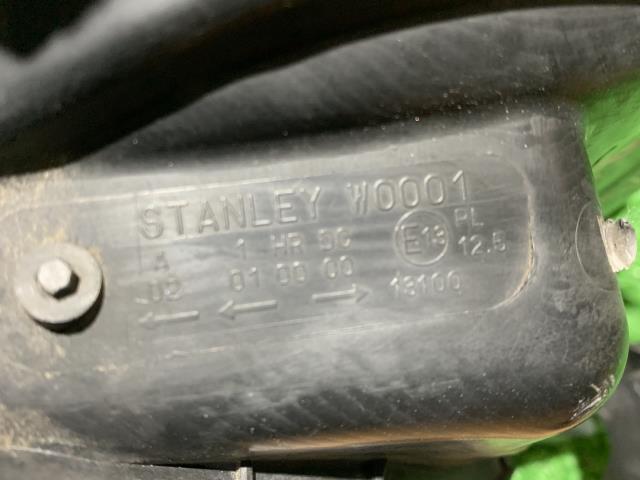 STANLEY W0001
A 1 HR DC E13 PL
02 01 00 00 12.5
← ← → 13100